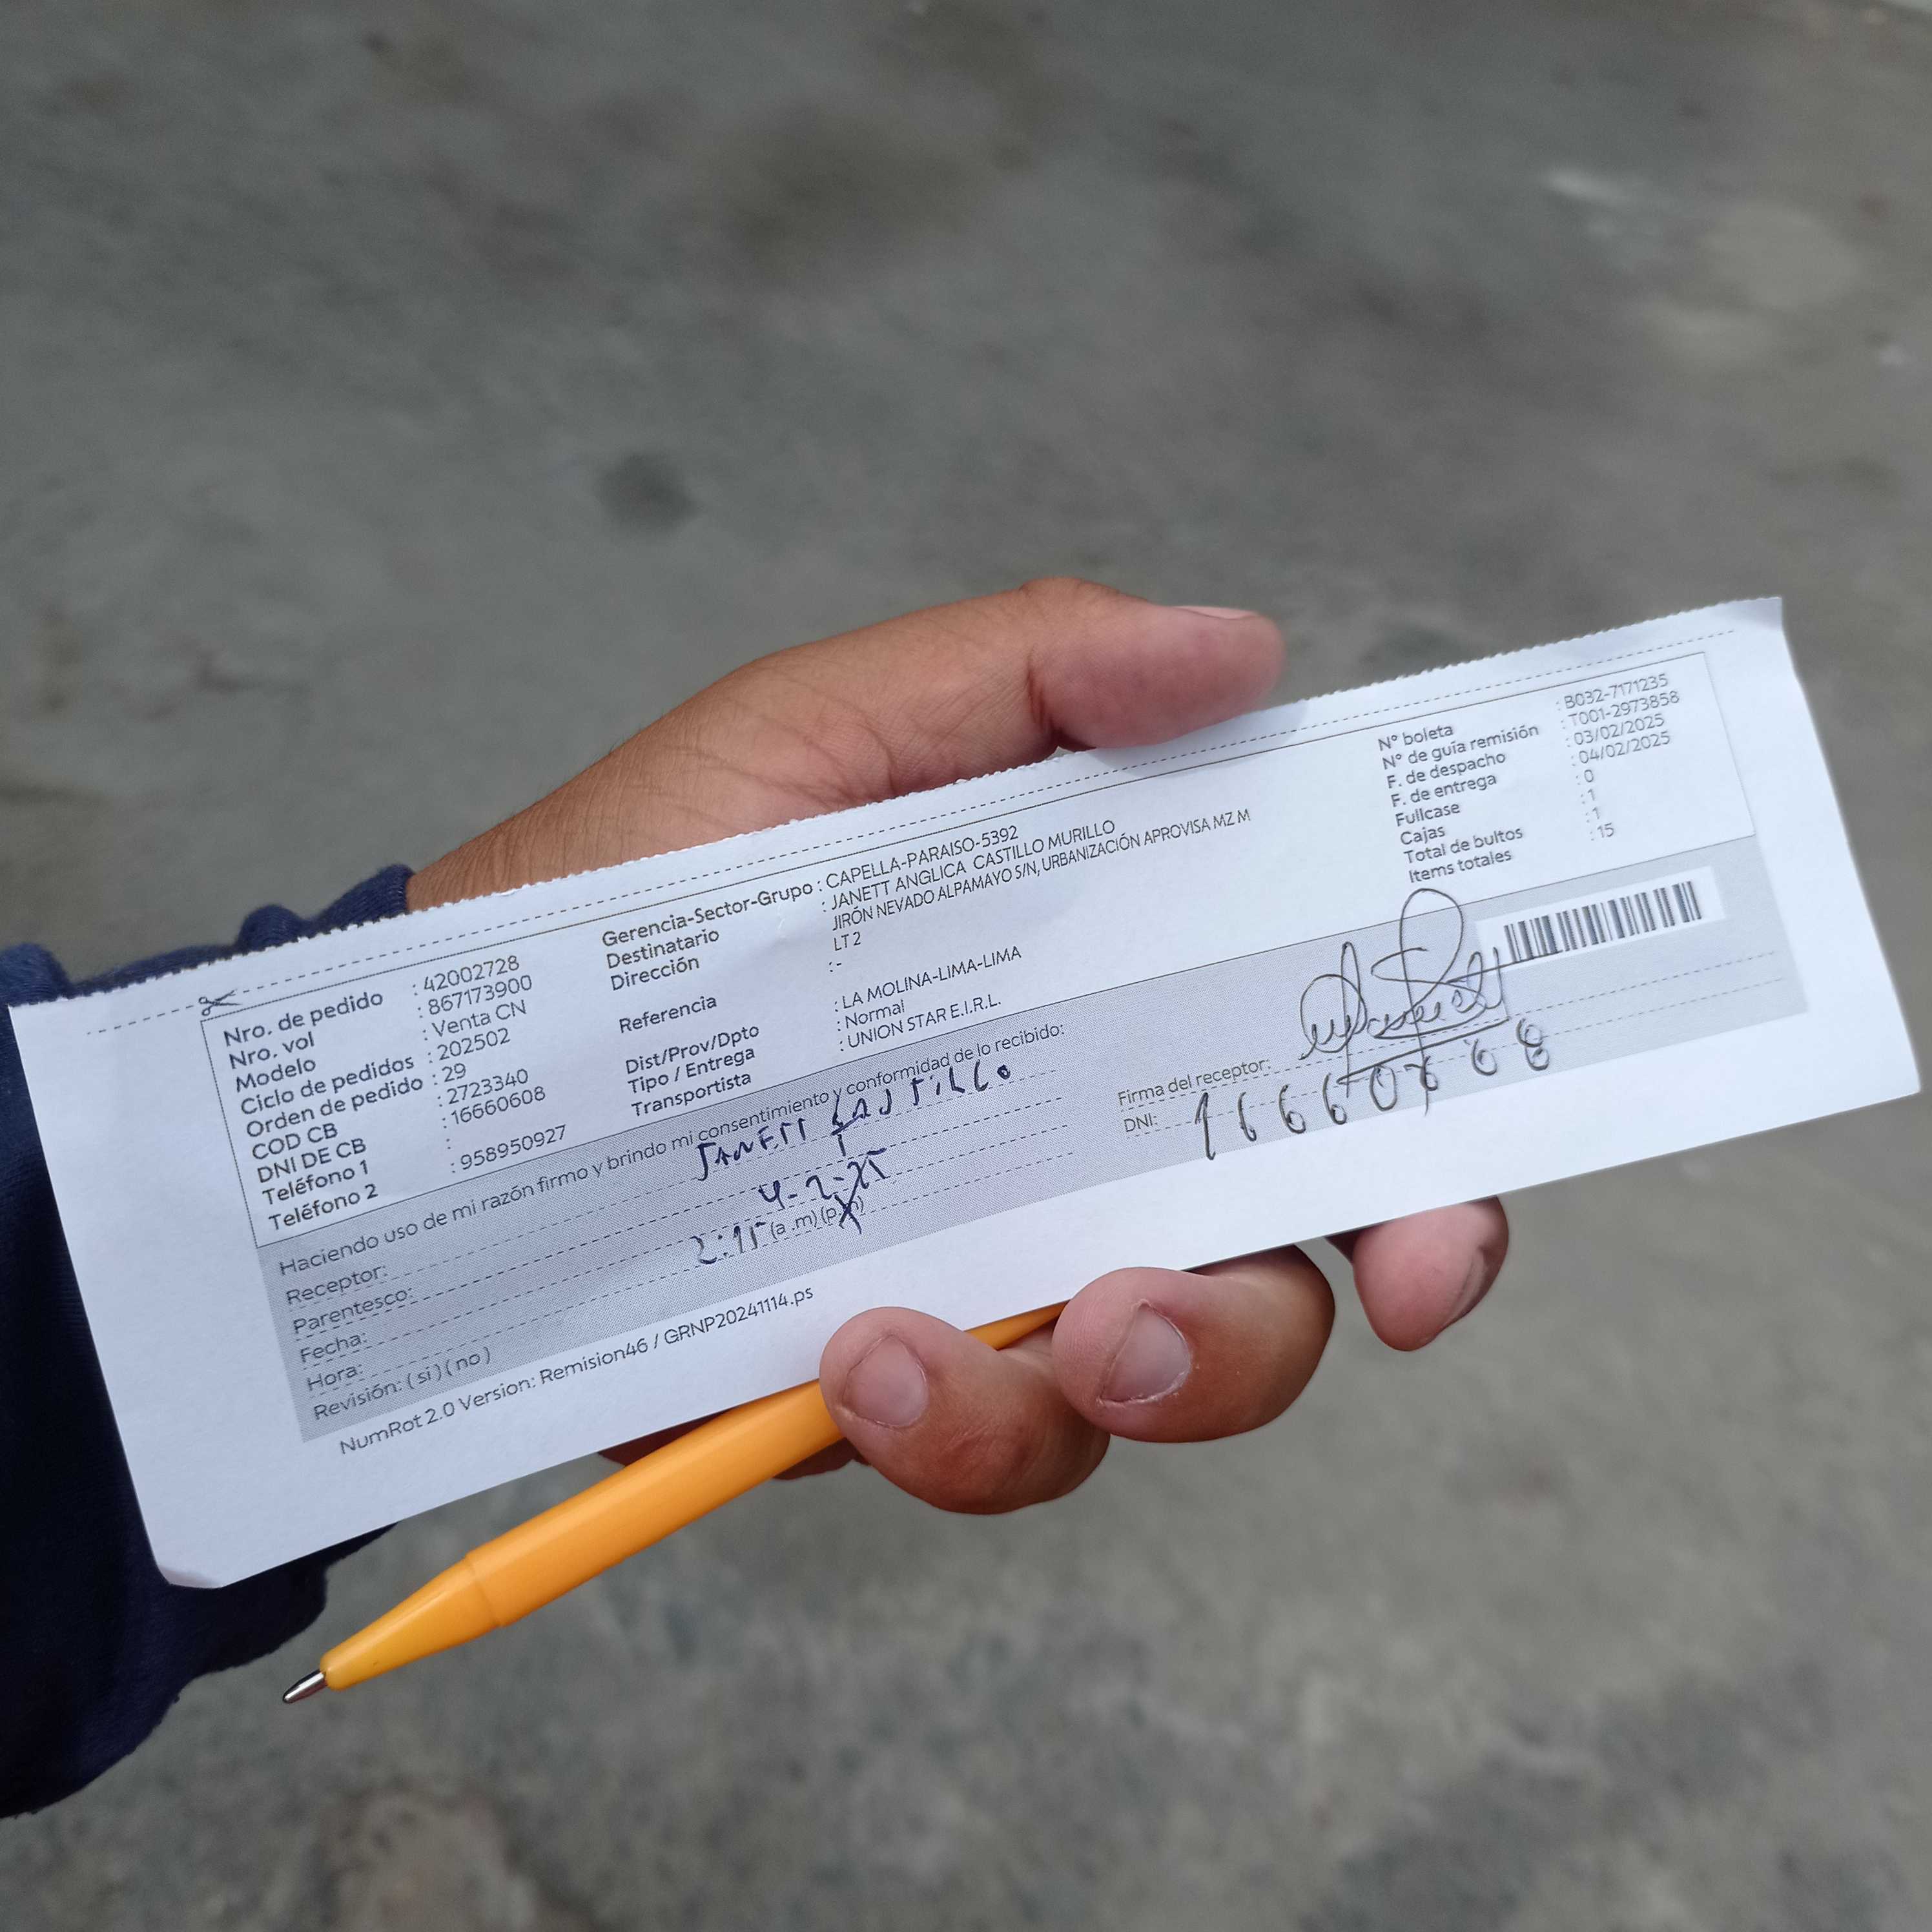 Nro. de pedido : 42002728
Nro. vol : 867173900
Modelo : Venta CN
Ciclo de pedidos : 202502
Orden de pedido : 29
COD CB : 2723340
DNI DE CB : 16660608
Teléfono 1 :
Teléfono 2 : 958950927
Gerencia-Sector-Grupo : CAPELLA-PARAISO-5392
Destinatario : JANETT ANGLICA CASTILLO MURILLO
Dirección JIRÓN NEVADO ALPAMAYO S/N, URBANIZACIÓN APROVISA MZ M
LT 2
Referencia :-
Dist/Prov/Dpto : LA MOLINA-LIMA-LIMA
Tipo / Entrega : Normal
Transportista : UNION STAR E.I.R.L.
N° boleta : B032-7171235
N° de guía remisión : T001-2973858
F. de despacho : 03/02/2025
F. de entrega : 04/02/2025
Fullcase : 0
Cajas : 1
Total de bultos : 1
Items totales : 15
Haciendo uso de mi razón firmo y brindo mi consentimiento y conformidad de lo recibido:
Receptor: JANETT CASTILLO
Parentesco:
Fecha: 4-2-25
Hora: 2:15 (a .m) (p.m)
Revisión: ( si ) ( no )
Firma del receptor:
DNI: 16660608
NumRot 2.0 Version: Remision46 / GRNP20241114.ps